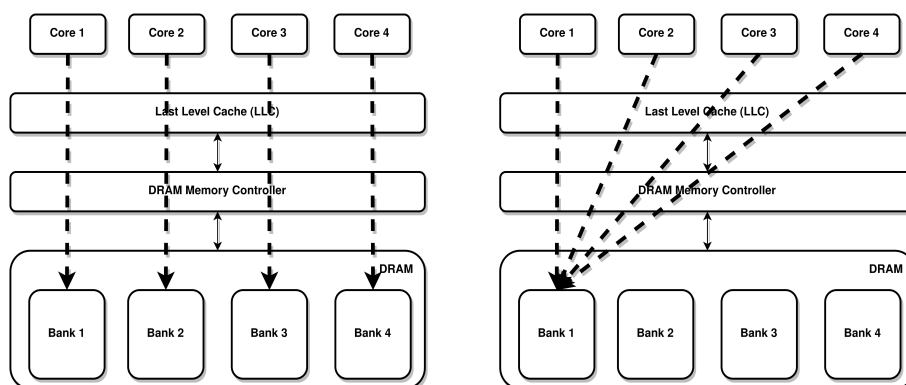 Core 1
Core 2
Core 3
Core 4
Last Level Cache (LLC)
DRAM Memory Controller
DRAM
Bank 1
Bank 2
Bank 3
Bank 4
Core 1
Core 2
Core 3
Core 4
Last Level Cache (LLC)
DRAM Memory Controller
DRAM
Bank 1
Bank 2
Bank 3
Bank 4